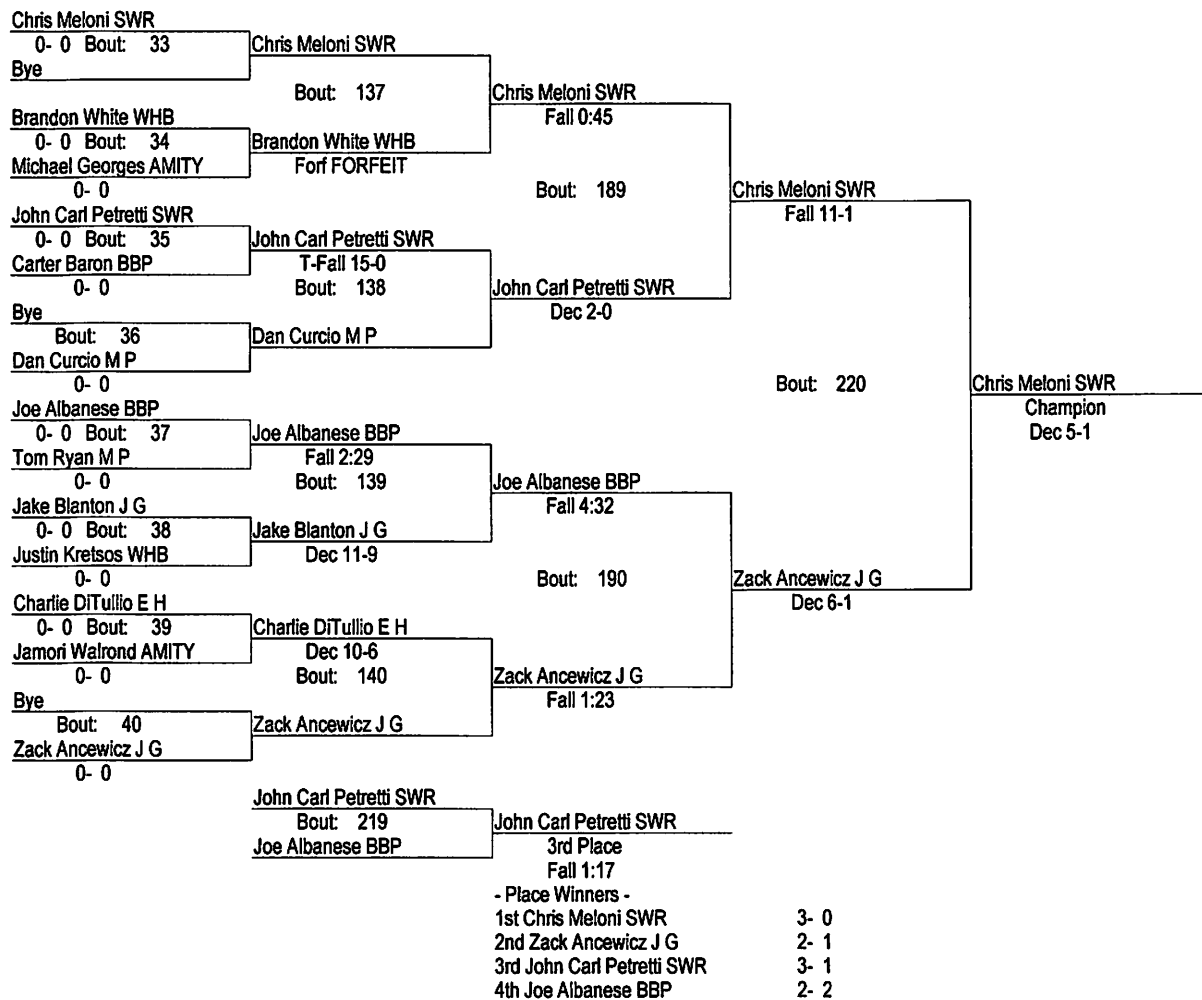 Chris Meloni SWR
0- 0 Bout: 33
Bye
Chris Meloni SWR
Bout: 137
Brandon White WHB
0- 0 Bout: 34
Michael Georges AMITY
0- 0
Brandon White WHB
Forf FORFEIT
Chris Meloni SWR
Fall 0:45
Bout: 189
John Carl Petretti SWR
0- 0 Bout: 35
Carter Baron BBP
0- 0
John Carl Petretti SWR
T-Fall 15-0
Bout: 138
Bye
Bout: 36
Dan Curcio M P
0- 0
Dan Curcio M P
John Carl Petretti SWR
Dec 2-0
Chris Meloni SWR
Fall 11-1
Bout: 220
Joe Albanese BBP
0- 0 Bout: 37
Tom Ryan M P
0- 0
Joe Albanese BBP
Fall 2:29
Bout: 139
Jake Blanton J G
0- 0 Bout: 38
Justin Kretsos WHB
0- 0
Jake Blanton J G
Dec 11-9
Joe Albanese BBP
Fall 4:32
Bout: 190
Charlie DiTullio E H
0- 0 Bout: 39
Jamori Walrond AMITY
0- 0
Charlie DiTullio E H
Dec 10-6
Bout: 140
Bye
Bout: 40
Zack Ancewicz J G
0- 0
Zack Ancewicz J G
Zack Ancewicz J G
Fall 1:23
Zack Ancewicz J G
Dec 6-1
Chris Meloni SWR
Champion
Dec 5-1
John Carl Petretti SWR
Bout: 219
Joe Albanese BBP
John Carl Petretti SWR
3rd Place
Fall 1:17
- Place Winners -
1st Chris Meloni SWR 3- 0
2nd Zack Ancewicz J G 2- 1
3rd John Carl Petretti SWR 3- 1
4th Joe Albanese BBP 2- 2